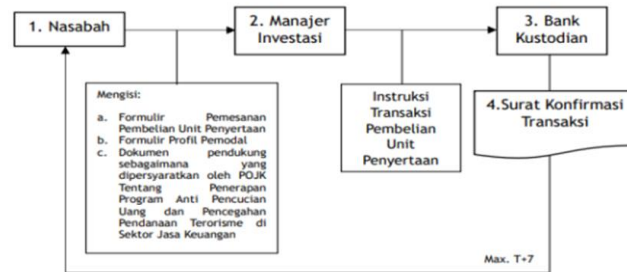 1. Nasabah
2. Manajer
Investasi
3. Bank
Kustodian
Mengisi:
a. Formulir Pemesanan
Pembelian Unit Penyertaan
b. Formulir Profil Pemodal
c. Dokumen pendukung
sebagaimana yang
dipersyaratkan oleh POJK
Tentang Penerapan
Program Anti Pencucian
Uang dan Pencegahan
Pendanaan Terorisme di
Sektor Jasa Keuangan
Instruksi
Transaksi
Pembelian
Unit
Penyertaan
4.Surat Konfirmasi
Transaksi
Max. T+7